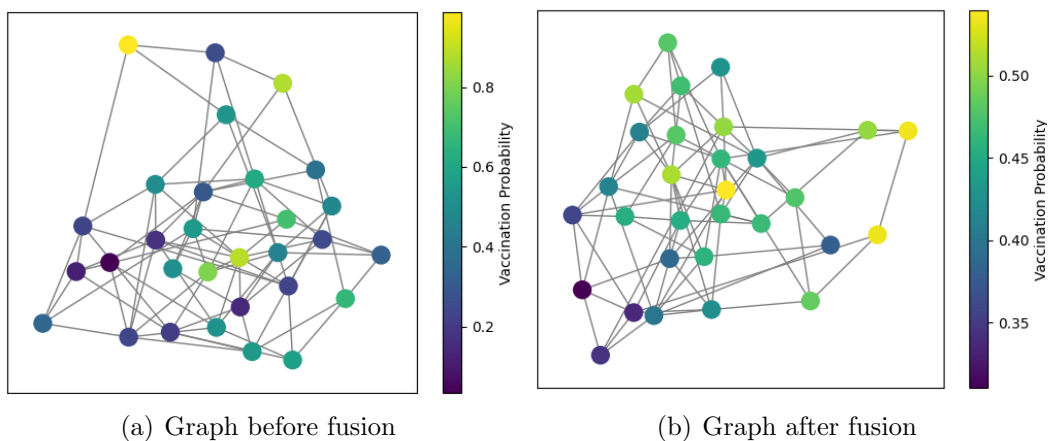 0.8
0.6
0.4
0.2
Vaccination Probability
0.50
0.45
0.40
0.35
Vaccination Probability
(a) Graph before fusion
(b) Graph after fusion